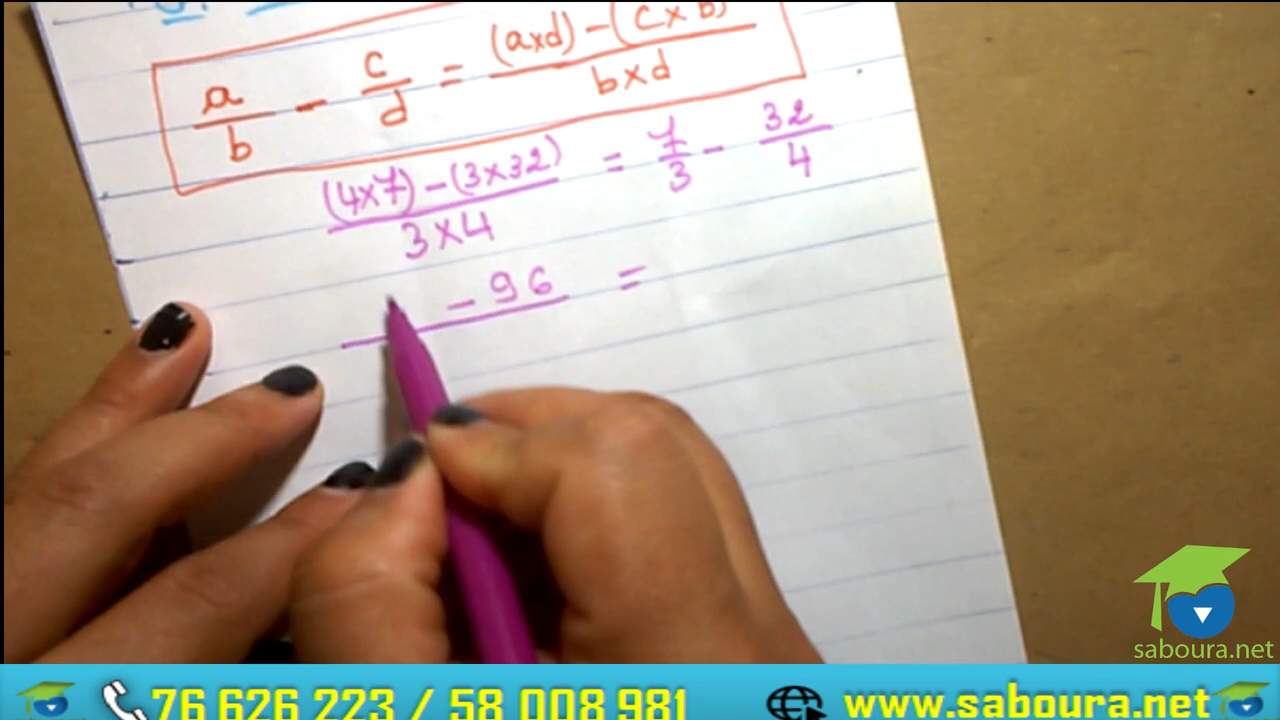 a/b - c/d = (a×d)-(c×b)/b×d
(4×7)-(3×32)/3×4 = 7/3 - 32/4
-96 =
saboura.net
76 626 223 / 58 008 981 www.saboura.net